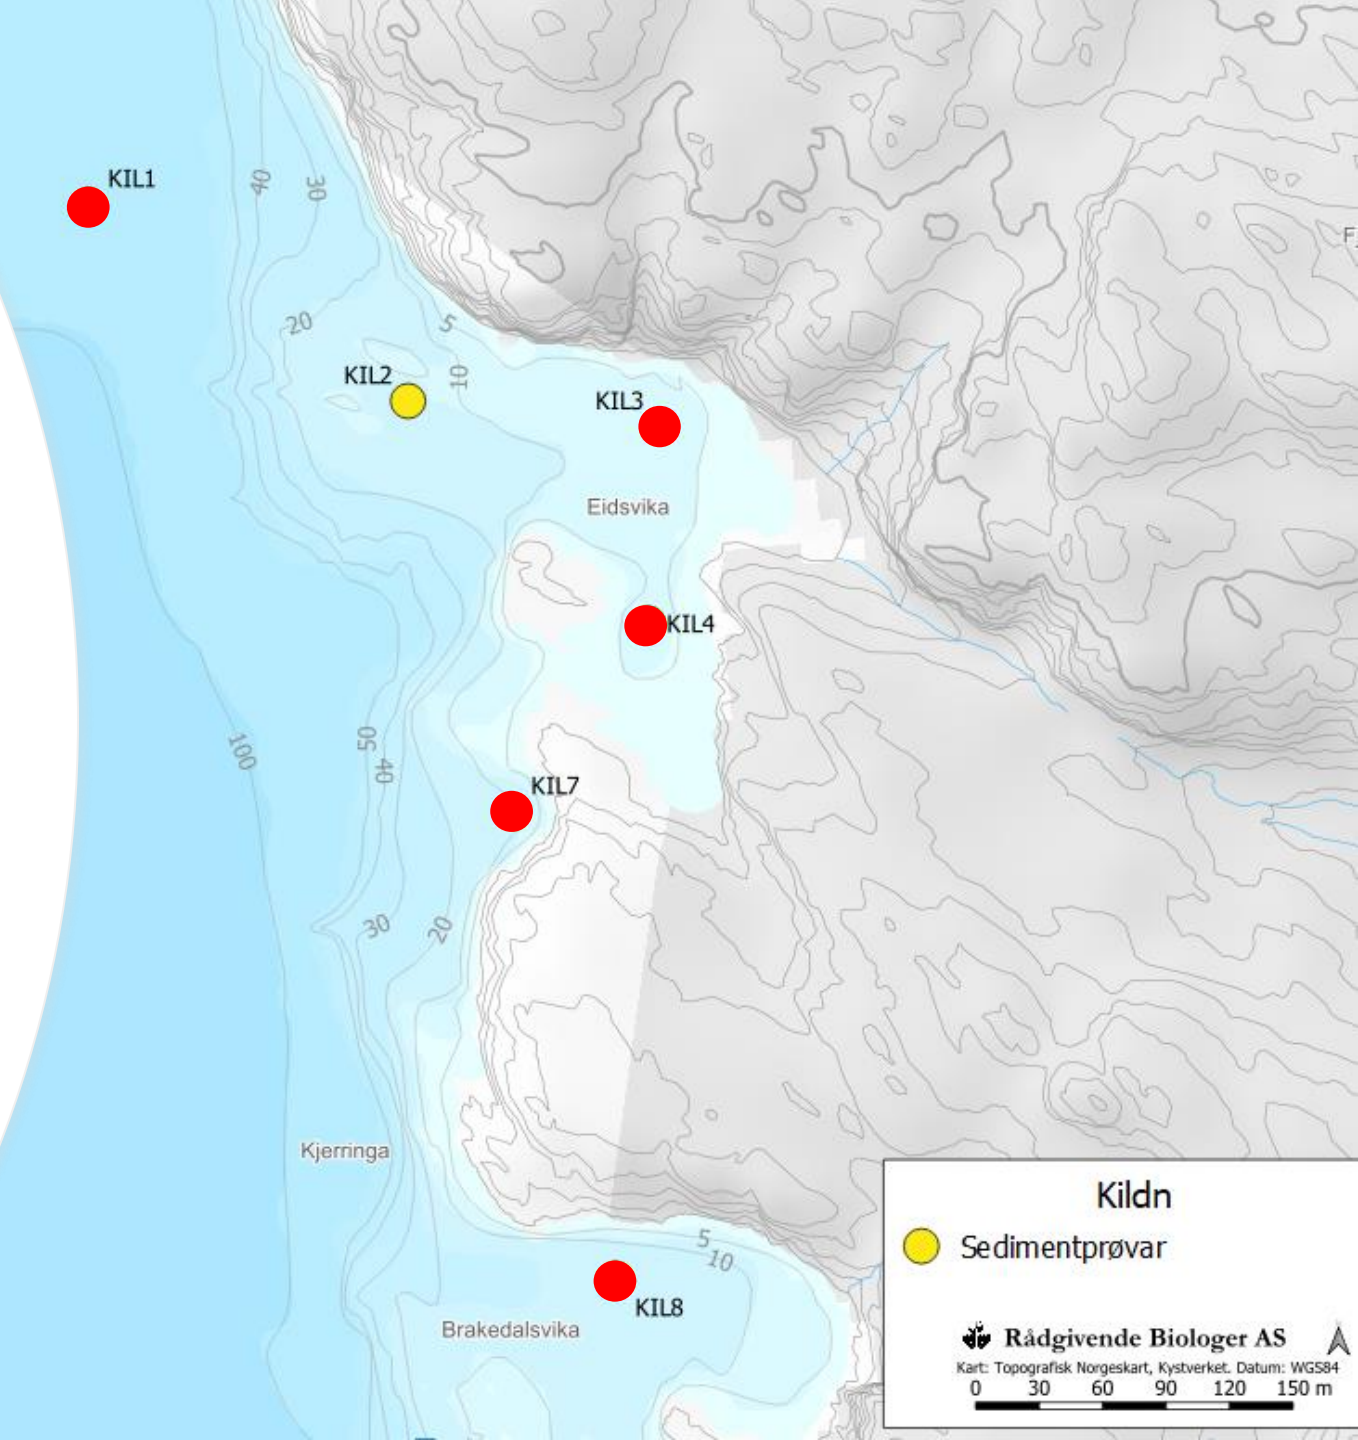 KIL1
40
30
20
5
KIL2
10
KIL3
Eidsvika
KIL4
100
50
40
KIL7
30
20
Kjerringa
5
10
KIL8
Brakedalsvika
Kildn
Sedimentprøvar
Rådgivende Biologer AS
Kart: Topografisk Norgeskart, Kystverket. Datum: WGS84
0 30 60 90 120 150 m